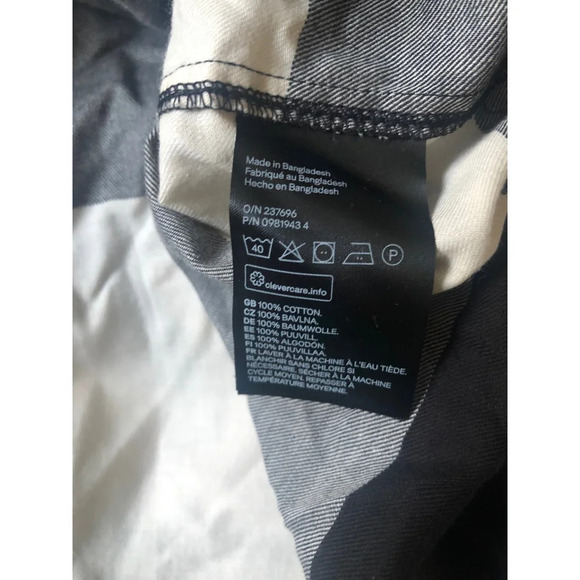 Made in Bangladesh
Fabriqué au Bangladesh
Hecho en Bangladesh
O/N 237696
P/N 0981943 4
40 P
clevercare.info
GB 100% COTTON.
CZ 100% BAVLNA.
DE 100% BAUMWOLLE.
EE 100% PUUVILL.
ES 100% ALGODÓN.
FI 100% PUUVILLAA.
FR LAVER À LA MACHINE À L'EAU TIÈDE.
BLANCHIR SANS CHLORE SI
NÉCESSAIRE. SÉCHER À LA MACHINE
CYCLE MOYEN. REPASSER À
TEMPÉRATURE MOYENNE.